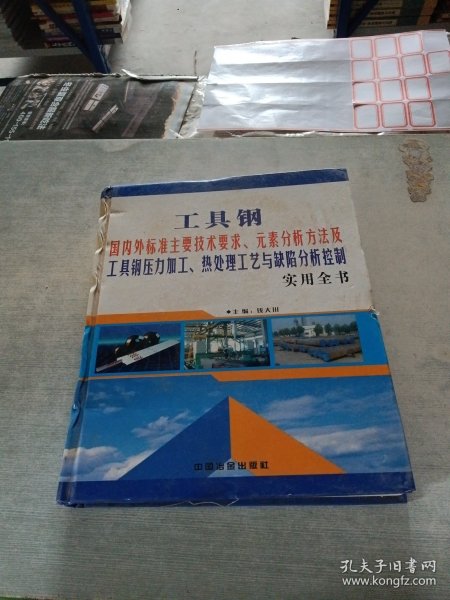 工具钢
国内外标准主要技术要求、元素分析方法及
工具钢压力加工、热处理工艺与缺陷分析控制
实用全书
主编：钱大川
中国冶金出版社
孔夫子旧书网
www.kongfz.com